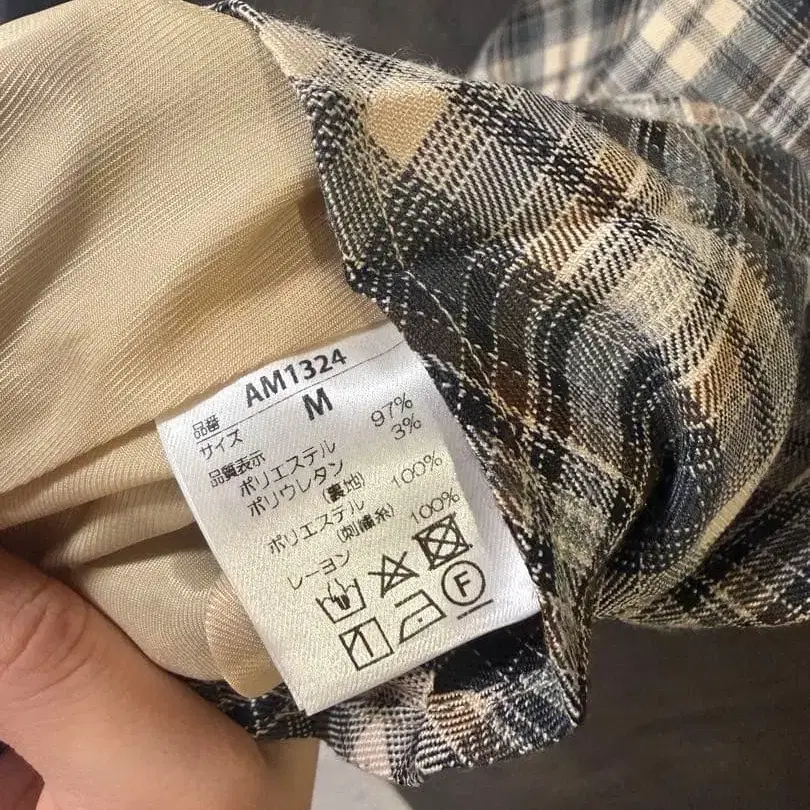 品番 AM1324
サイズ M
品質表示
ポリエステル 97%
ポリウレタン 3%
(裏地)
ポリエステル 100%
(刺繍糸)
レーヨン 100%
F